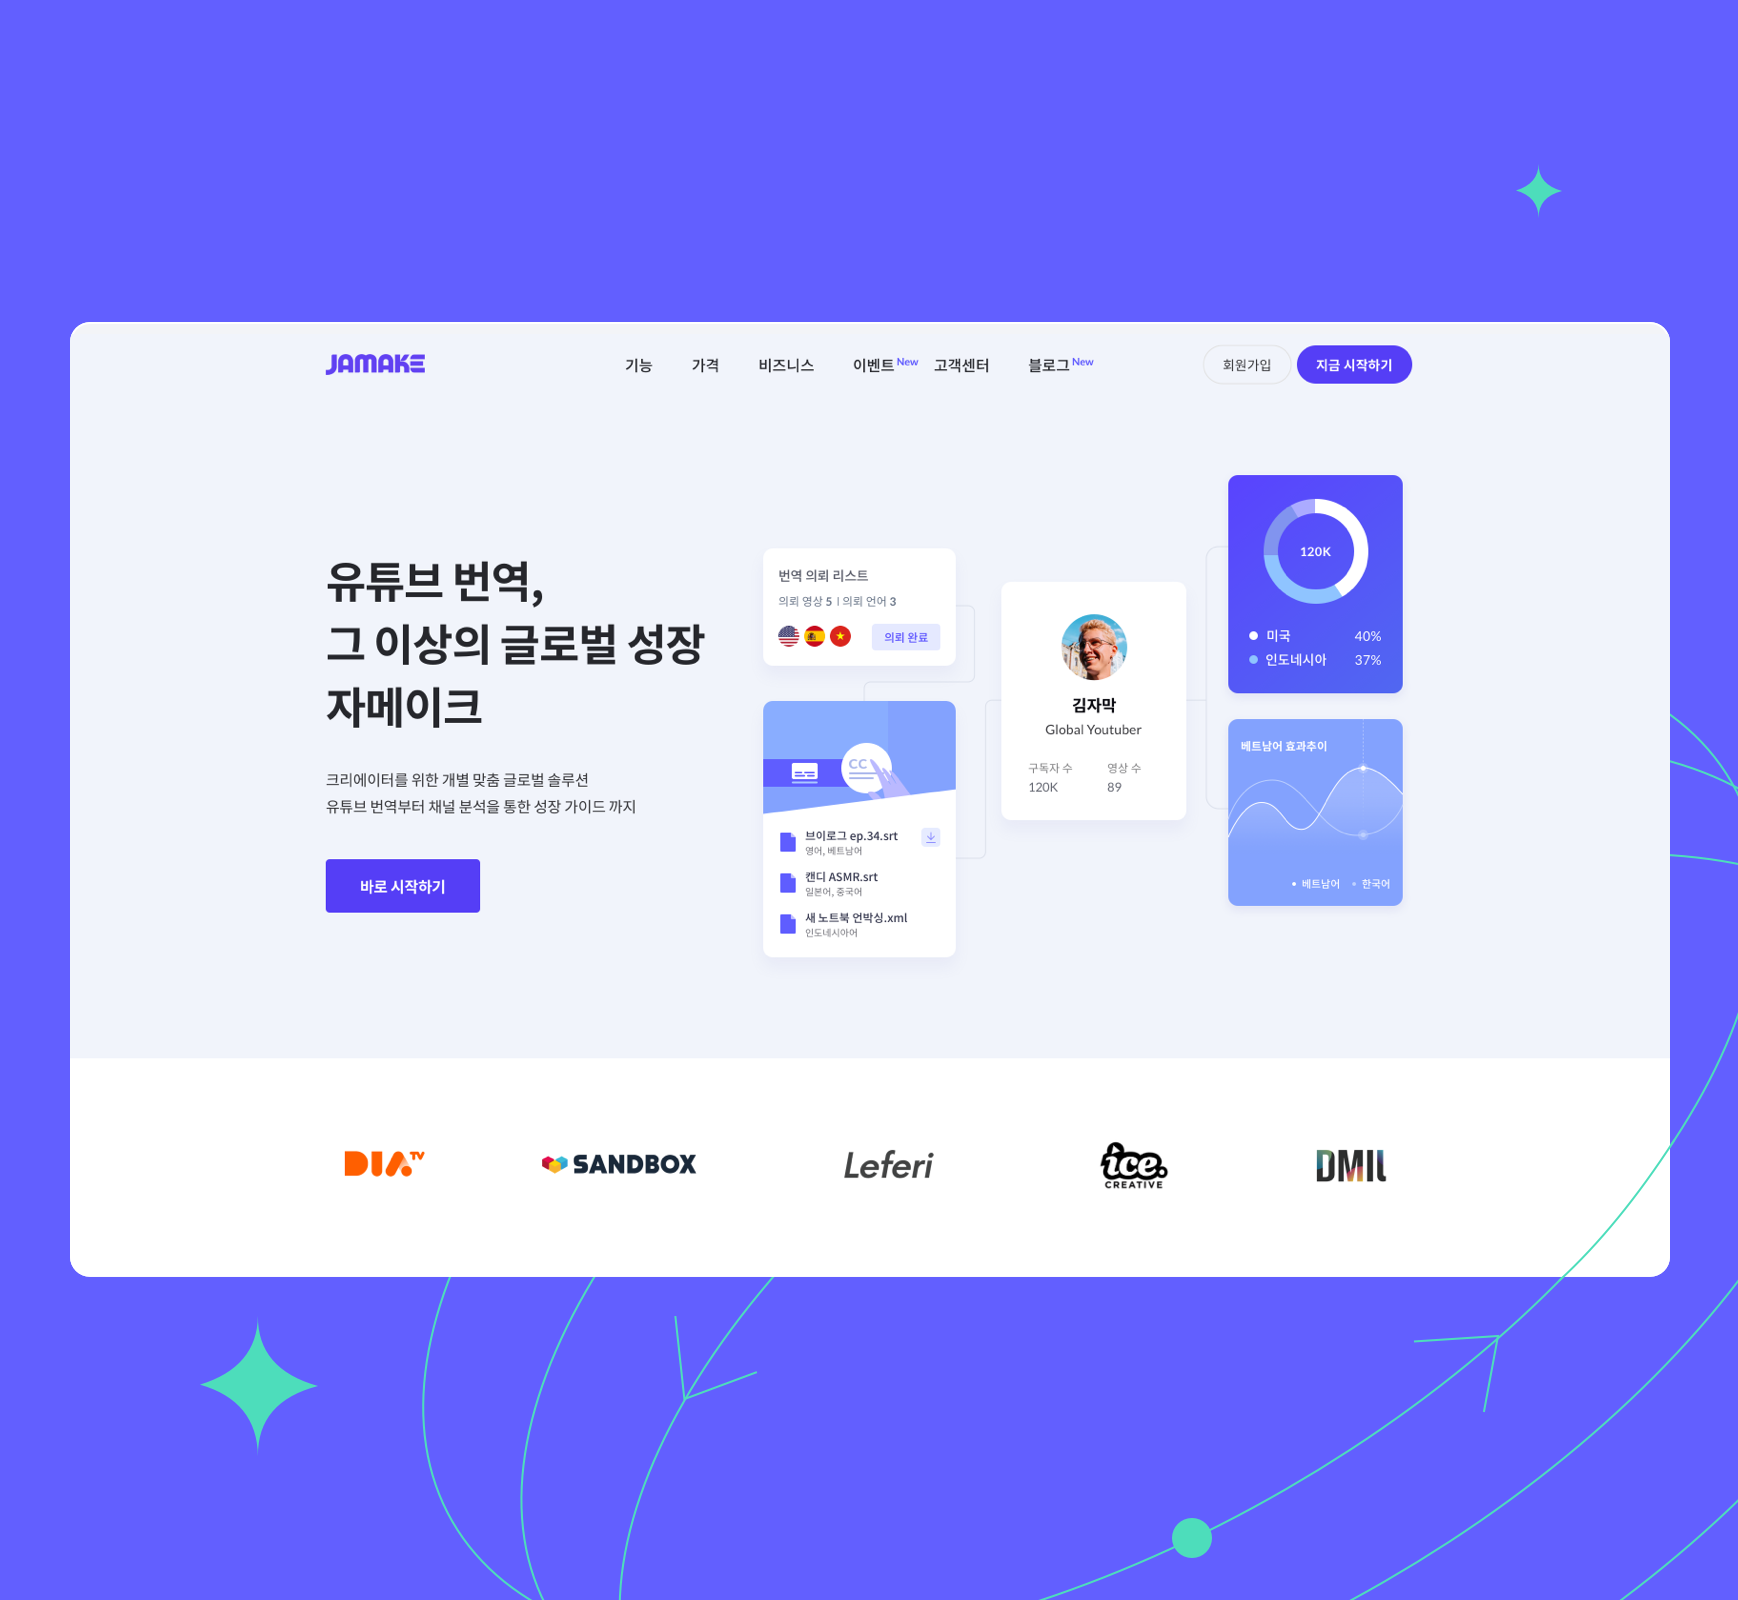 JAMAKE
기능 가격 비즈니스 이벤트 New 고객센터 블로그 New
회원가입 지금 시작하기
유튜브 번역,
그 이상의 글로벌 성장
자메이크
크리에이터를 위한 개별 맞춤 글로벌 솔루션
유튜브 번역부터 채널 분석을 통한 성장 가이드 까지
바로 시작하기
번역 의뢰 리스트
의뢰 영상 5 | 의뢰 언어 3
의뢰 완료
CC
브이로그 ep.34.srt
영어, 베트남어
캔디 ASMR.srt
일본어, 중국어
새 노트북 언박싱.xml
인도네시아어
김자막
Global Youtuber
구독자 수 영상 수
120K 89
120K
미국 40%
인도네시아 37%
베트남어 효과추이
베트남어 한국어
DIA TV
SANDBOX
Leferi
ice.
CREATIVE
DMIL